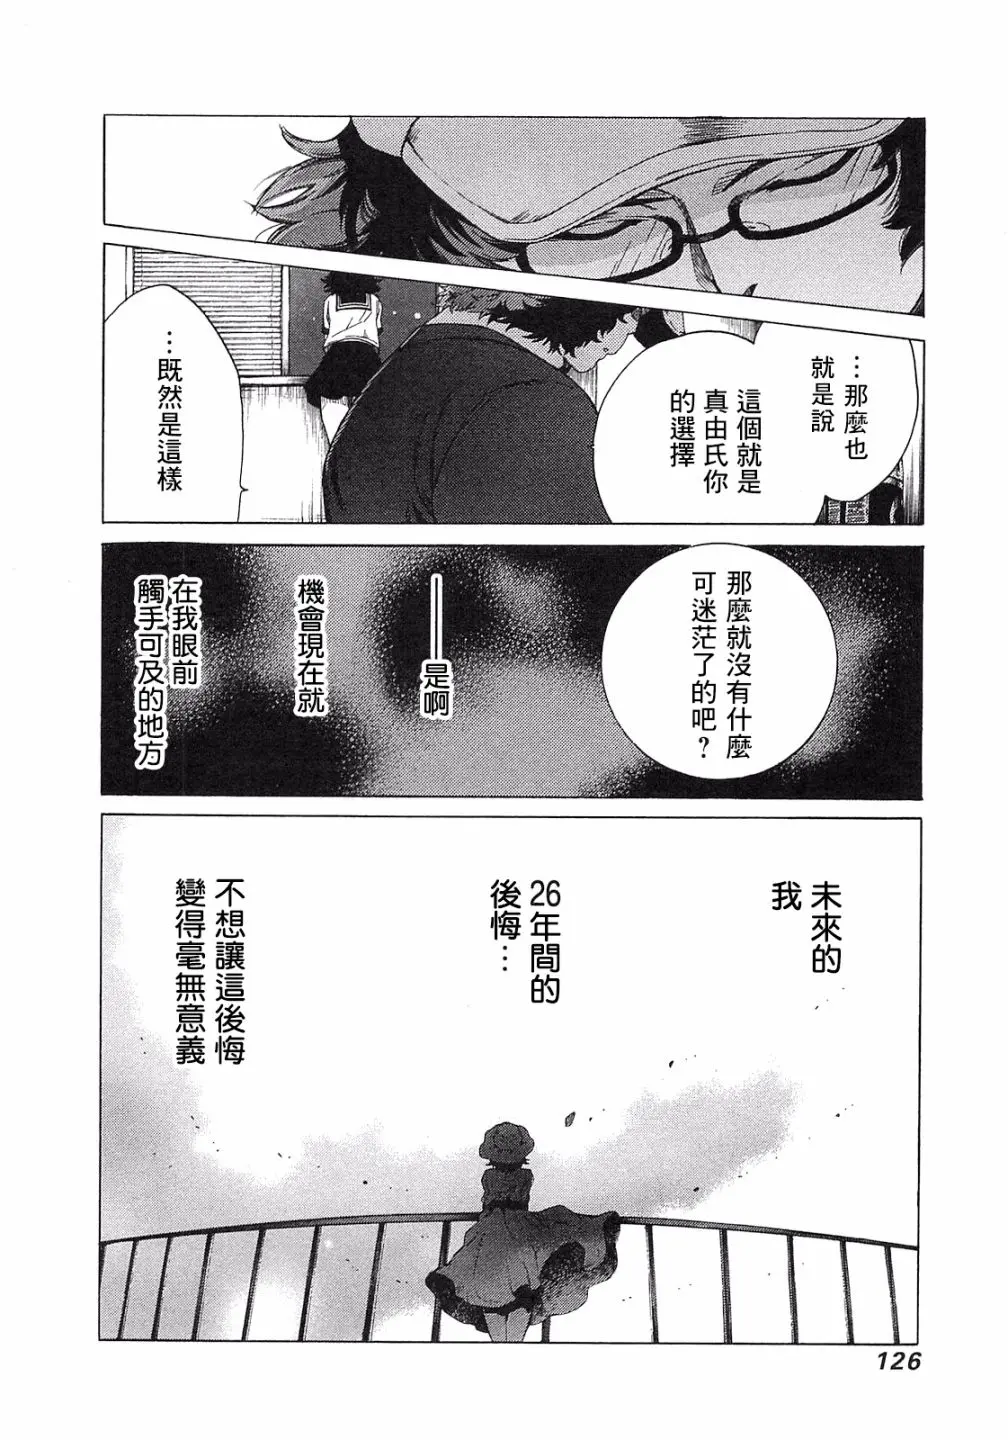 …那麼也
就是說
這個就是
真由氏你
的選擇
…既然是這樣
那麼就沒有什麼
可迷茫了的吧？
——是啊
機會現在就
在我眼前
觸手可及的地方
未來的
我
26年間的
後悔…
不想讓這後悔
變得毫無意義
126